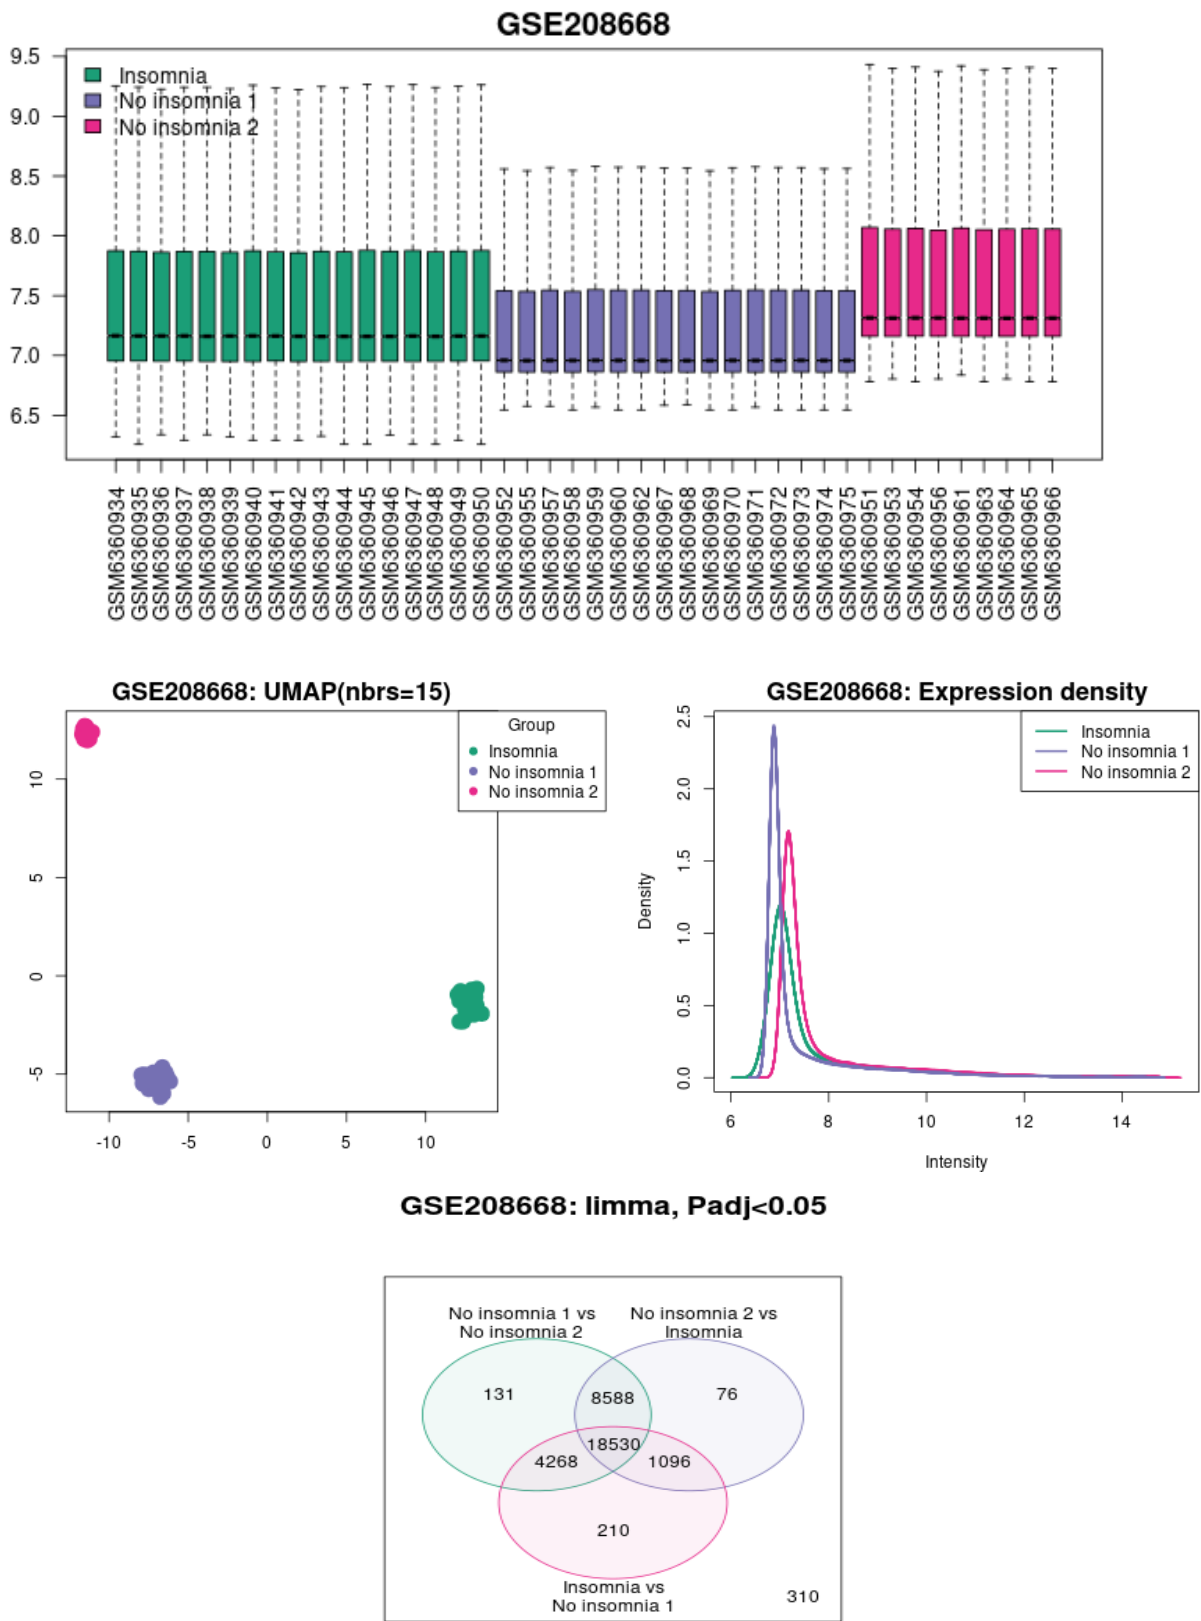 GSE208668
9.5
9.0
8.5
8.0
7.5
7.0
6.5
Insomnia
No insomnia 1
No insomnia 2
GSM6360934
GSM6360935
GSM6360936
GSM6360937
GSM6360938
GSM6360939
GSM6360940
GSM6360941
GSM6360942
GSM6360943
GSM6360944
GSM6360945
GSM6360946
GSM6360947
GSM6360948
GSM6360949
GSM6360950
GSM6360952
GSM6360955
GSM6360957
GSM6360958
GSM6360959
GSM6360960
GSM6360962
GSM6360967
GSM6360968
GSM6360969
GSM6360970
GSM6360971
GSM6360972
GSM6360973
GSM6360974
GSM6360975
GSM6360951
GSM6360953
GSM6360954
GSM6360956
GSM6360961
GSM6360963
GSM6360964
GSM6360965
GSM6360966
GSE208668: UMAP(nbrs=15)
Group
Insomnia
No insomnia 1
No insomnia 2
10
5
0
-5
-10 -5 0 5 10
GSE208668: Expression density
Insomnia
No insomnia 1
No insomnia 2
2.5
2.0
1.5
1.0
0.5
0.0
Density
6 8 10 12 14
Intensity
GSE208668: limma, Padj<0.05
No insomnia 1 vs
No insomnia 2
No insomnia 2 vs
Insomnia
131
8588
76
18530
4268
1096
210
Insomnia vs
No insomnia 1
310